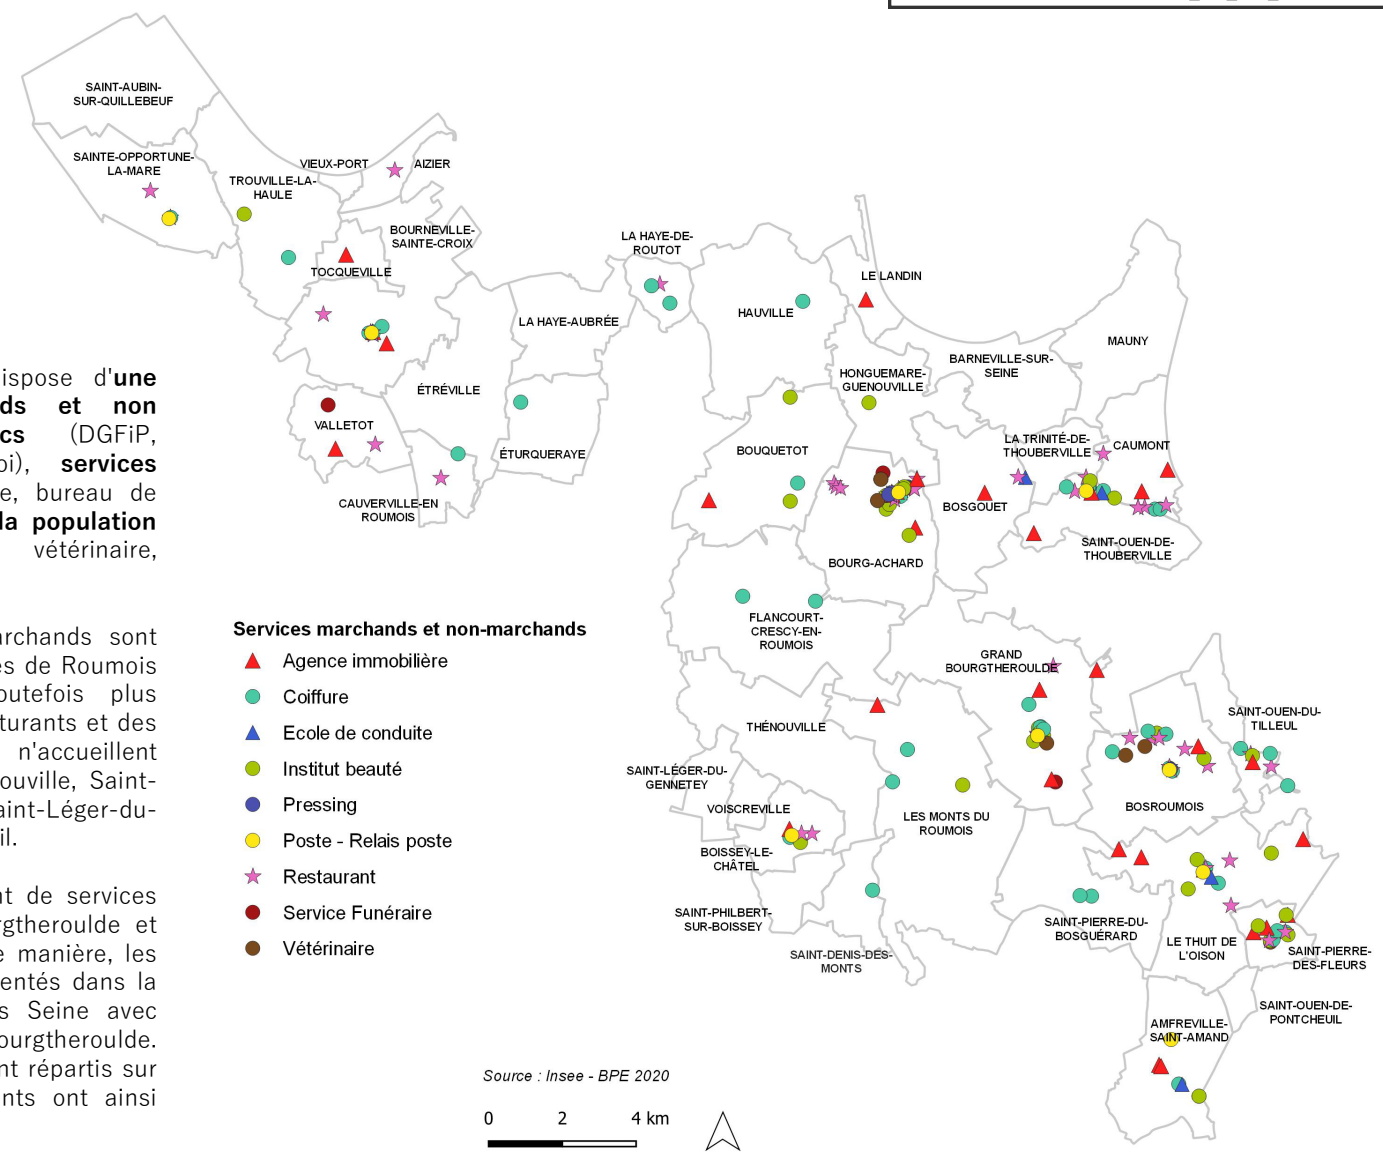 SAINT-AUBIN-
SUR-QUILLEBEUF
SAINTE-OPPORTUNE-
LA-MARE
TROUVILLE-LA-
HAULE
VIEUX-PORT
AIZIER
BOURNEVILLE-
SAINTE-CROIX
TOCQUEVILLE
LA HAYE-DE-
ROUTOT
LA HAYE-AUBRÉE
HAUVILLE
LE LANDIN
MAUNY
BARNEVILLE-SUR-
SEINE
HONGUEMARE-
GUENOUVILLE
ÉTRÉVILLE
VALLETOT
ÉTURQUERAYE
CAUVERVILLE-EN
ROUMOIS
BOUQUETOT
LA TRINITÉ-DE-
THOUBERVILLE
CAUMONT
BOSGOUET
SAINT-OUEN-DE-
THOUBERVILLE
BOURG-ACHARD
FLANCOURT-
CRESCY-EN-
ROUMOIS
GRAND
BOURGTHEROULDE
THÉNOUVILLE
SAINT-OUEN-DU-
TILLEUL
SAINT-LÉGER-DU-
GENNETEY
VOISCREVILLE
BOSROUMOIS
LES MONTS DU
ROUMOIS
BOISSEY-LE-
CHÂTEL
SAINT-PHILBERT-
SUR-BOISSEY
SAINT-DENIS-DES-
MONTS
SAINT-PIERRE-DU-
BOSGUÉRARD
LE THUIT DE
L'OISON
SAINT-PIERRE-
DES-FLEURS
SAINT-OUEN-DE-
PONTCHEUIL
AMFREVILLE-
SAINT-AMAND
ispose d'une
ds et non
cs (DGFiP,
oi), services
e, bureau de
la population
vétérinaire,
archands sont
es de Roumois
outefois plus
turants et des
n'accueillent
ouville, Saint-
aint-Léger-du-
il.
nt de services
rgtheroulde et
e manière, les
entés dans la
s Seine avec
ourgtheroulde.
nt répartis sur
nts ont ainsi
Services marchands et non-marchands
Agence immobilière
Coiffure
Ecole de conduite
Institut beauté
Pressing
Poste - Relais poste
Restaurant
Service Funéraire
Vétérinaire
Source : Insee - BPE 2020
0 2 4 km